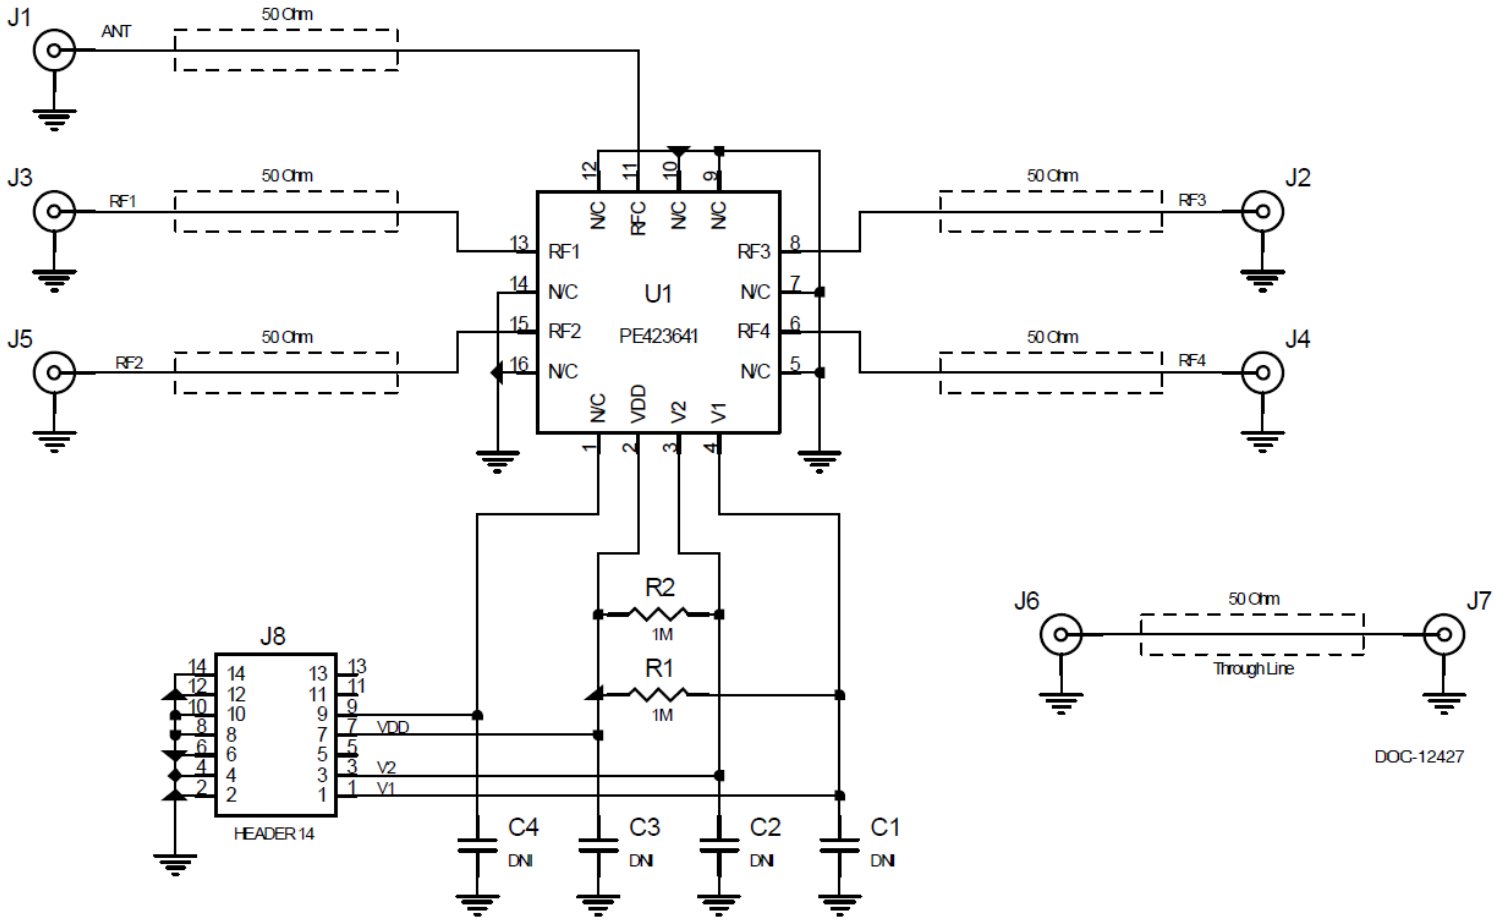 J1
ANT
50 Ohm
J3
RF1
50 Ohm
J5
RF2
50 Ohm
12
11
10
9
N/C
RFC
N/C
N/C
13
RF1
14
N/C
15
RF2
16
N/C
U1
PE423641
RF3
8
N/C
7
RF4
6
N/C
5
N/C
VDD
V2
V1
1
2
3
4
50 Ohm
RF3
J2
50 Ohm
RF4
J4
R2
1M
R1
1M
J8
14
14
13
13
12
12
11
11
10
10
9
9
8
8
7
7
VDD
6
6
5
5
4
4
3
3
V2
2
2
1
1
V1
HEADER 14
C4
DNI
C3
DNI
C2
DNI
C1
DNI
J6
50 Ohm
Through Line
J7
DOC-12427